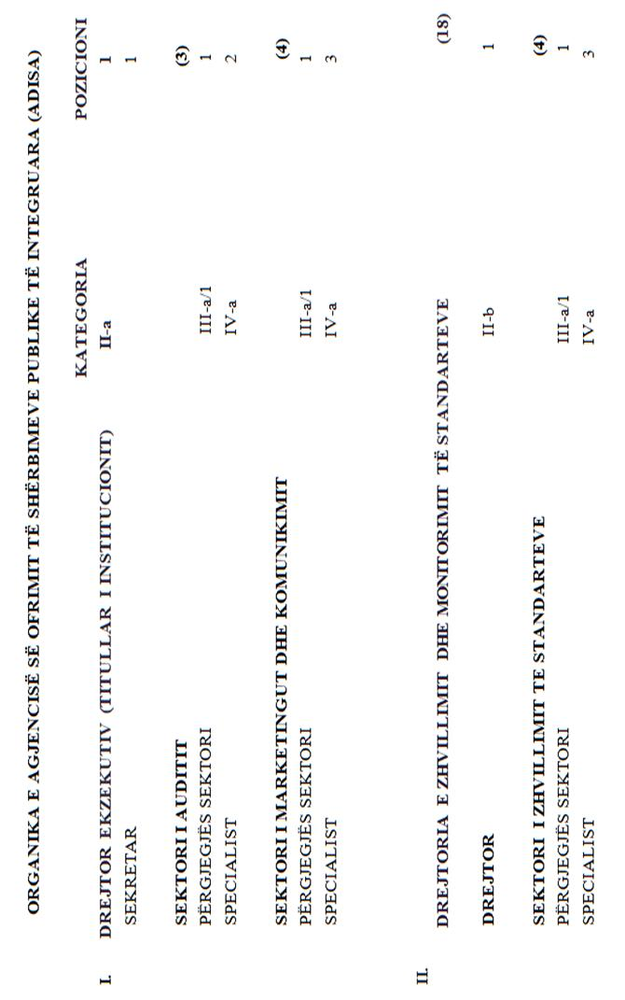 ORGANIKA E AGJENCISË SË OFRIMIT TË SHËRBIMEVE PUBLIKE TË INTEGRUARA (ADISA)
KATEGORIA POZICIONI
I. DREJTOR EKZEKUTIV (TITULLAR I INSTITUCIONIT) II-a 1
SEKRETAR 1
SEKTORI I AUDITIT (3)
PËRGJEGJËS SEKTORI III-a/1 1
SPECIALIST IV-a 2
SEKTORI I MARKETINGUT DHE KOMUNIKIMIT (4)
PËRGJEGJËS SEKTORI III-a/1 1
SPECIALIST IV-a 3
II. DREJTORIA E ZHVILLIMIT DHE MONITORIMIT TË STANDARTEVE (18)
DREJTOR II-b 1
SEKTORI I ZHVILLIMIT TE STANDARTEVE (4)
PËRGJEGJËS SEKTORI III-a/1 1
SPECIALIST IV-a 3